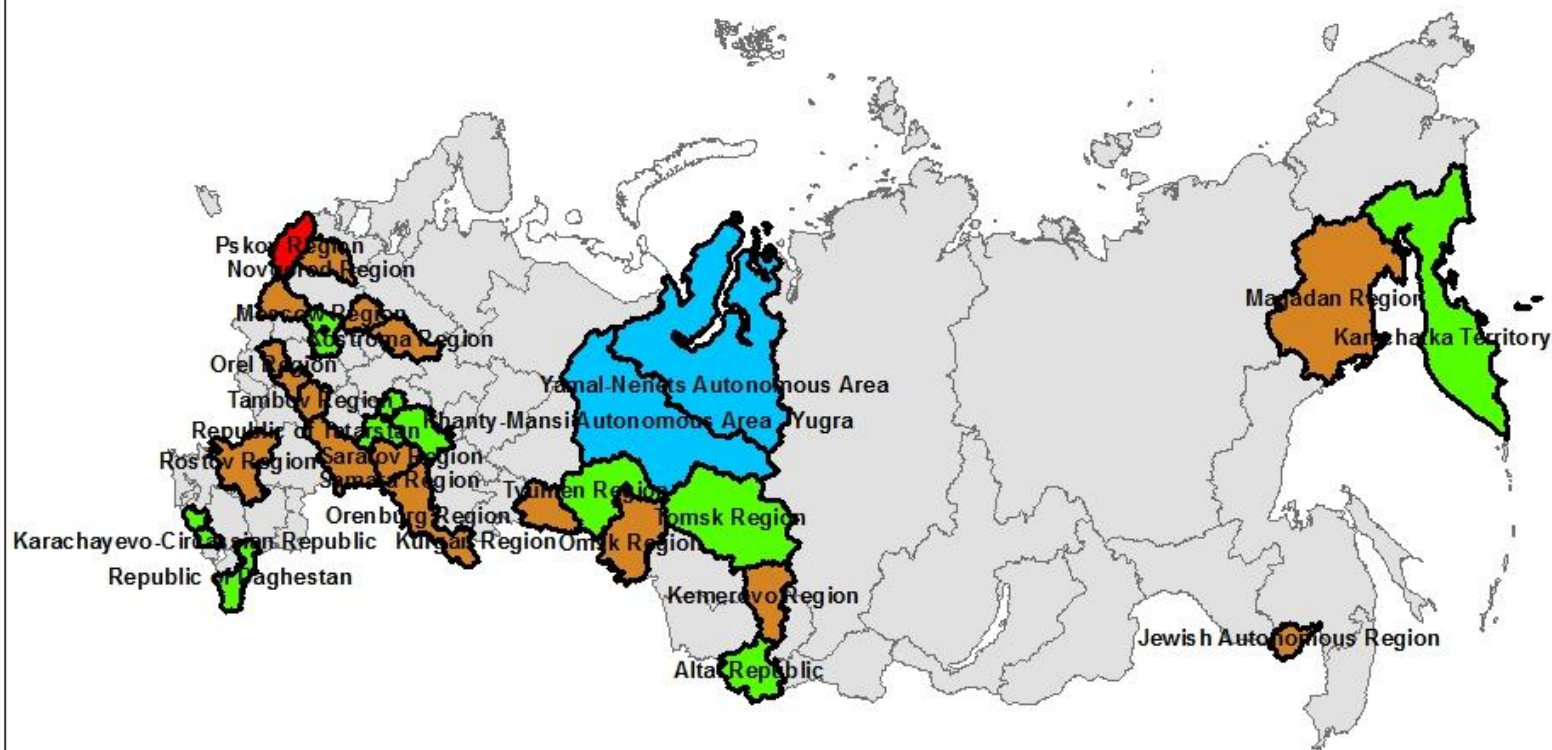 Pskov Region
Novgorod Region
Magadan Region
Moscow Region
Kamchatka Territory
Kostroma Region
Orel Region
Yamal-Nenets Autonomous Area
Tambov Region
Khanty-Mansi Autonomous Area Yugra
Republic of Tatarstan
Rostov Region
Saratov Region
Samara Region
Tyumen Region
Orenburg Region
Tomsk Region
Karachayevo-Circassian Republic
Kurgan Region
Omsk Region
Republic of Daghestan
Kemerovo Region
Jewish Autonomous Region
Altai Republic